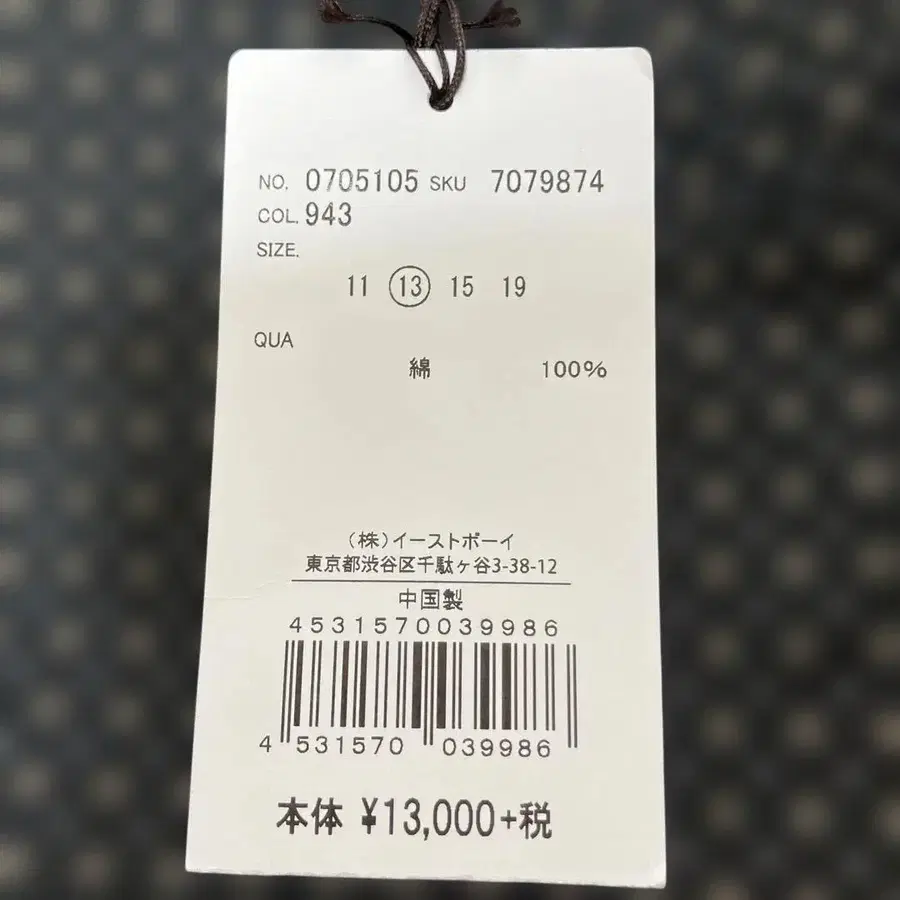 NO. 0705105 SKU 7079874
COL. 943
SIZE.
11 13 15 19
QUA
綿 100%
(株)イーストボーイ
東京都渋谷区千駄ヶ谷3-38-12
中国製
4531570039986
4 531570 039986
本体 ¥13,000+税